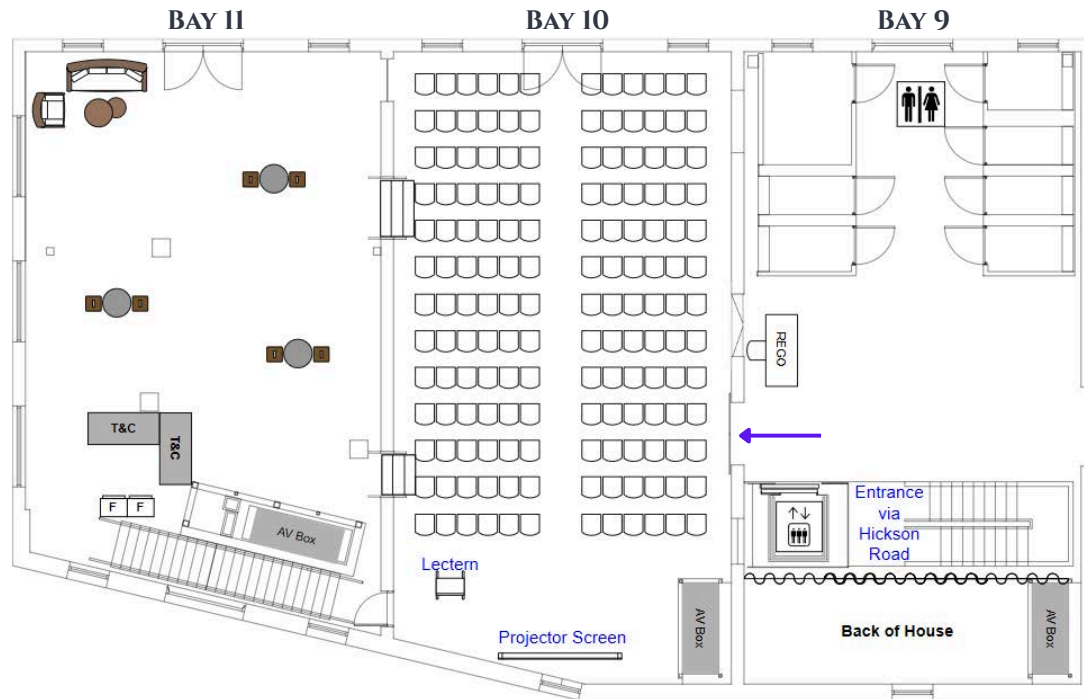 BAY 11
BAY 10
BAY 9
REGO
T&C
T&C
F F
AV Box
Entrance
via
Hickson
Road
Lectern
Projector Screen
AV Box
Back of House
AV Box